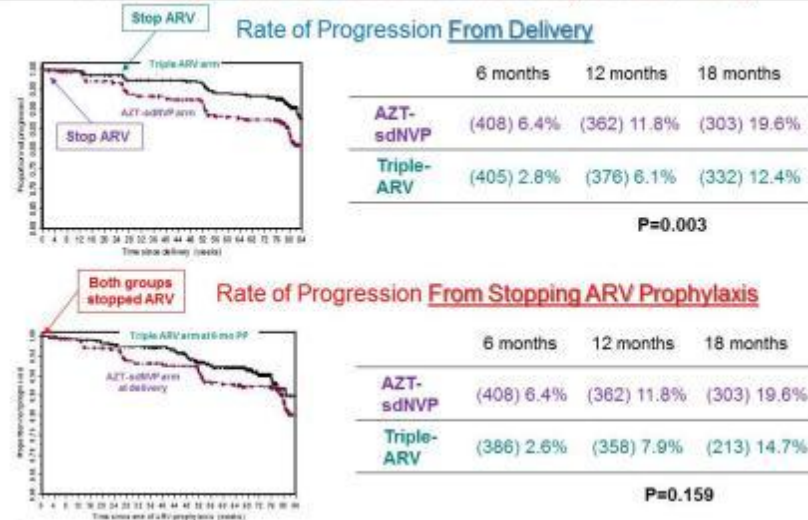 Stop ARV
Rate of Progression From Delivery
Triple ARV arm
AZT-sdNVP arm
Stop ARV
Time since delivery (weeks)
6 months 12 months 18 months
AZT-sdNVP (408) 6.4% (362) 11.8% (303) 19.6%
Triple-ARV (405) 2.8% (376) 6.1% (332) 12.4%
P=0.003
Both groups
stopped ARV
Rate of Progression From Stopping ARV Prophylaxis
Triple ARV arm at 6-mo PP
AZT-sdNVP arm
at delivery
6 months 12 months 18 months
AZT-sdNVP (408) 6.4% (362) 11.8% (303) 19.6%
Triple-ARV (386) 2.6% (358) 7.9% (213) 14.7%
P=0.159